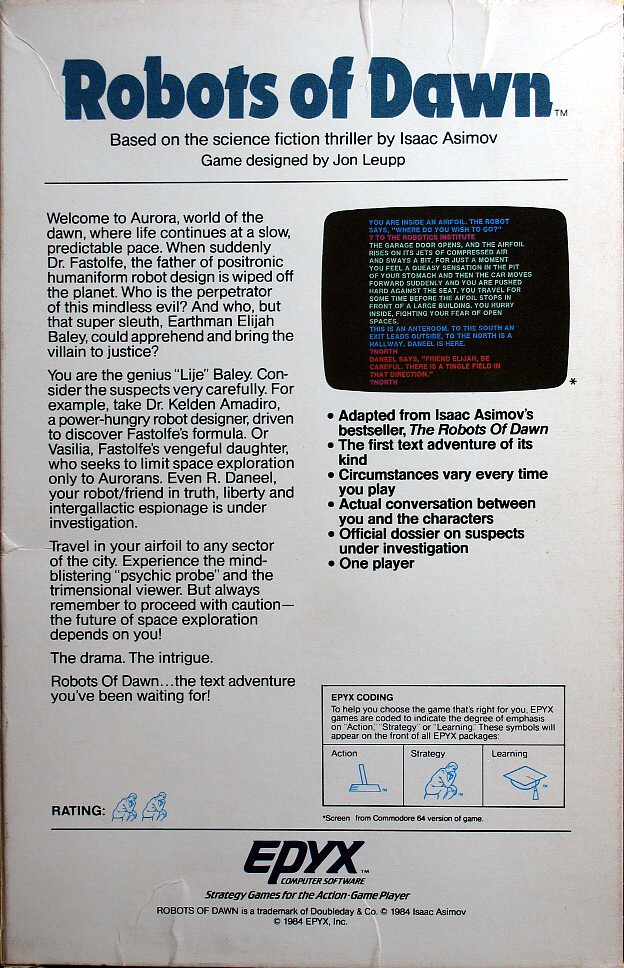 Robots of Dawn™
Based on the science fiction thriller by Isaac Asimov
Game designed by Jon Leupp
Welcome to Aurora, world of the
dawn, where life continues at a slow,
predictable pace. When suddenly
Dr. Fastolfe, the father of positronic
humaniform robot design is wiped off
the planet. Who is the perpetrator
of this mindless evil? And who, but
that super sleuth, Earthman Elijah
Baley, could apprehend and bring the
villain to justice?
You are the genius "Lije" Baley. Con-
sider the suspects very carefully. For
example, take Dr. Kelden Amadiro,
a power-hungry robot designer, driven
to discover Fastolfe's formula. Or
Vasilia, Fastolfe's vengeful daughter,
who seeks to limit space exploration
only to Aurorans. Even R. Daneel,
your robot/friend in truth, liberty and
intergallactic espionage is under
investigation.
Travel in your airfoil to any sector
of the city. Experience the mind-
blistering "psychic probe" and the
trimensional viewer. But always
remember to proceed with caution—
the future of space exploration
depends on you!
The drama. The intrigue.
Robots Of Dawn...the text adventure
you've been waiting for!
RATING:
YOU ARE INSIDE AN AIRFOIL. THE ROBOT
SAYS, "WHERE DO YOU WISH TO GO?"
? TO THE ROBOTICS INSTITUTE
THE GARAGE DOOR OPENS, AND THE AIRFOIL
RISES ON ITS JETS OF COMPRESSED AIR
AND SWAYS A BIT. FOR JUST A MOMENT
YOU FEEL A QUEASY SENSATION IN THE PIT
OF YOUR STOMACH AND THEN THE CAR MOVES
FORWARD SUDDENLY AND YOU ARE PUSHED
HARD AGAINST THE SEAT. YOU TRAVEL FOR
SOME TIME BEFORE THE AIFOIL STOPS IN
FRONT OF A LARGE BUILDING. YOU HURRY
INSIDE, FIGHTING YOUR FEAR OF OPEN
SPACES.
THIS IS AN ANTEROOM. TO THE SOUTH AN
EXIT LEADS OUTSIDE, TO THE NORTH IS A
HALLWAY. DANEEL IS HERE.
?NORTH
DANEEL SAYS, "FRIEND ELIJAH, BE
CAREFUL. THERE IS A TINGLE FIELD IN
THAT DIRECTION."
?NORTH
*
• Adapted from Isaac Asimov's
bestseller, The Robots Of Dawn
• The first text adventure of its
kind
• Circumstances vary every time
you play
• Actual conversation between
you and the characters
• Official dossier on suspects
under investigation
• One player
EPYX CODING
To help you choose the game that's right for you, EPYX
games are coded to indicate the degree of emphasis
on "Action," "Strategy" or "Learning." These symbols will
appear on the front of all EPYX packages:
Action Strategy Learning
™ ™ ™
*Screen from Commodore 64 version of game.
EPYX™
COMPUTER SOFTWARE
Strategy Games for the Action-Game Player
ROBOTS OF DAWN is a trademark of Doubleday & Co. © 1984 Isaac Asimov
© 1984 EPYX, Inc.